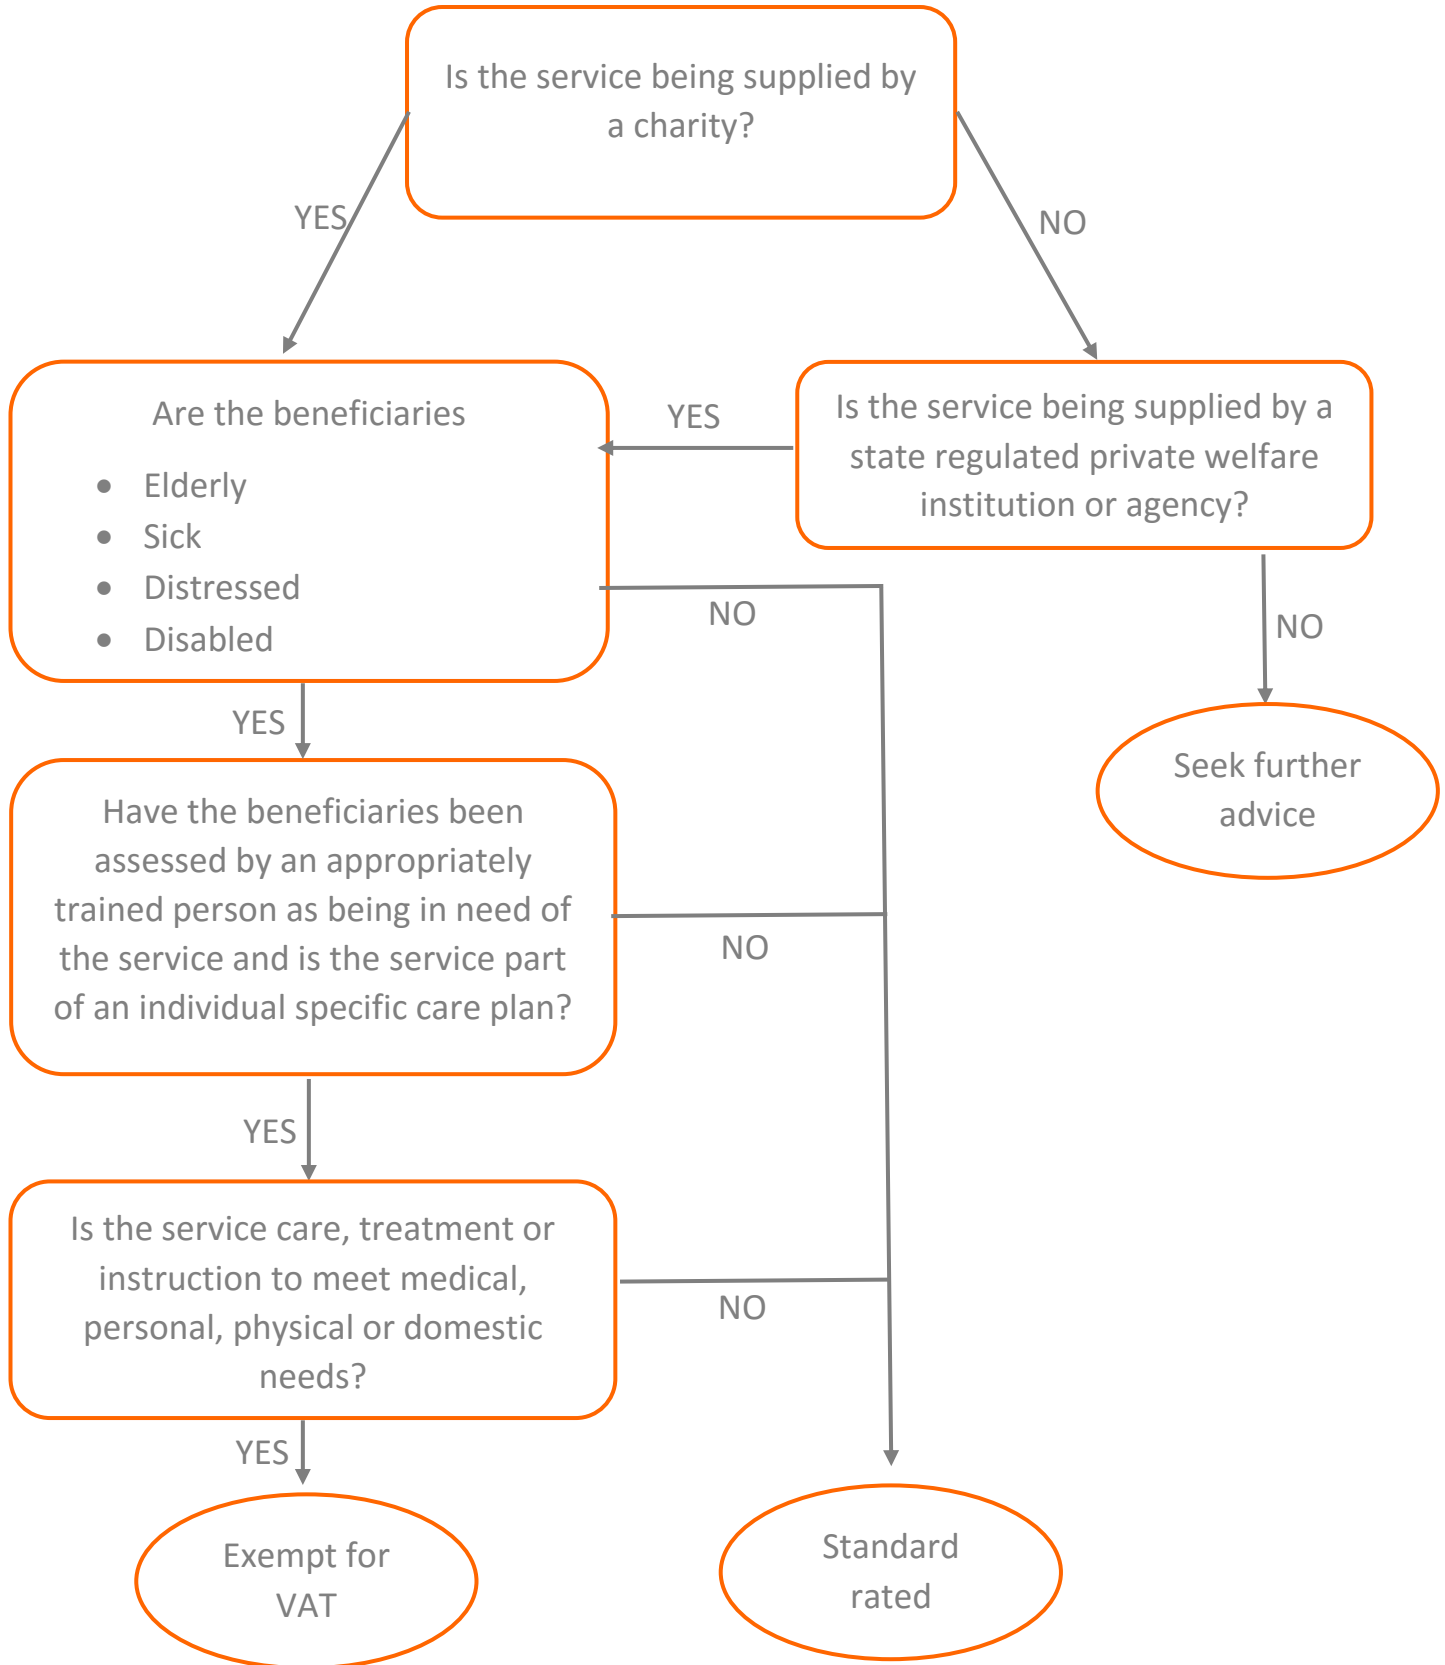 Is the service being supplied by
a charity?
YES
NO
Are the beneficiaries
• Elderly
• Sick
• Distressed
• Disabled
YES
Is the service being supplied by a
state regulated private welfare
institution or agency?
NO
NO
YES
Seek further
advice
Have the beneficiaries been
assessed by an appropriately
trained person as being in need of
the service and is the service part
of an individual specific care plan?
NO
YES
Is the service care, treatment or
instruction to meet medical,
personal, physical or domestic
needs?
NO
YES
Exempt for
VAT
Standard
rated